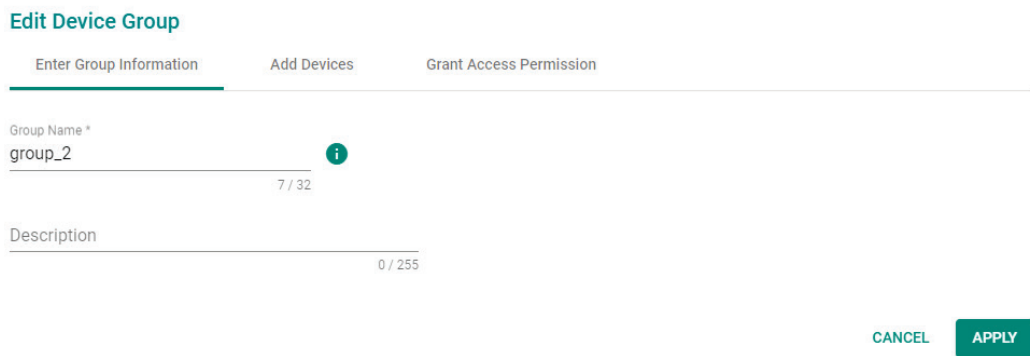 Edit Device Group
Enter Group Information Add Devices Grant Access Permission
Group Name *
group_2
7 / 32
Description
0 / 255
CANCEL APPLY